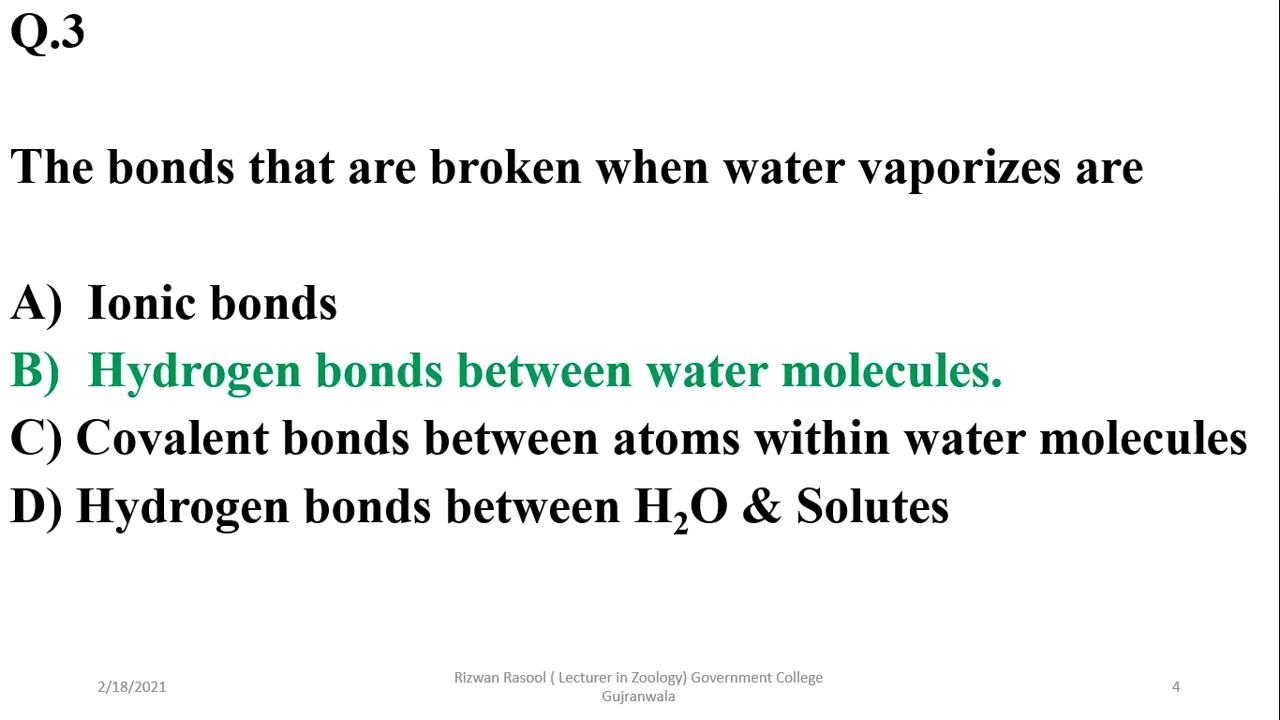 Q.3
The bonds that are broken when water vaporizes are
A) Ionic bonds
B) Hydrogen bonds between water molecules.
C) Covalent bonds between atoms within water molecules
D) Hydrogen bonds between H₂O & Solutes
2/18/2021
Rizwan Rasool ( Lecturer in Zoology) Government College
Gujranwala
4